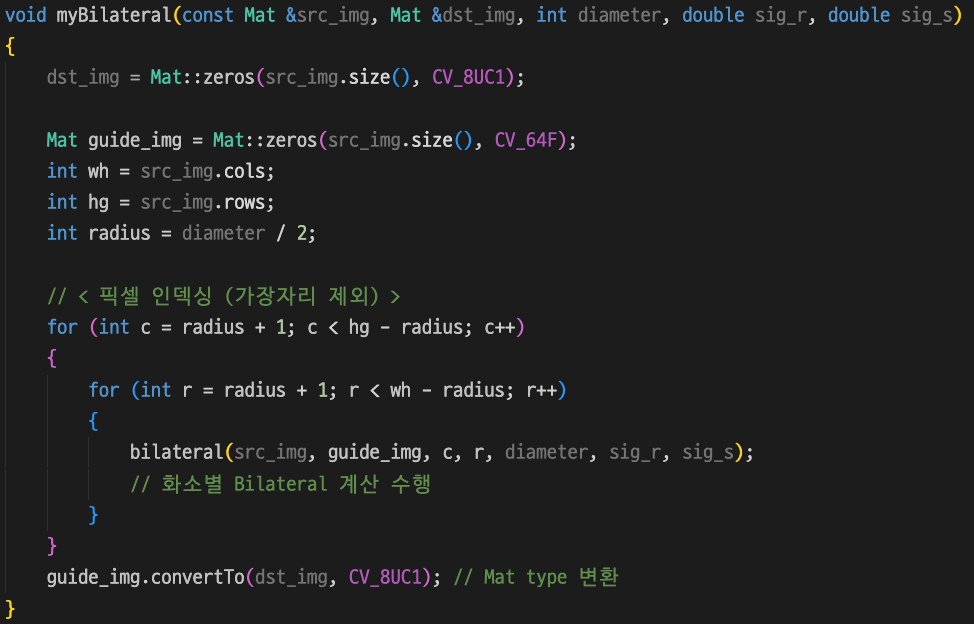 void myBilateral(const Mat &src_img, Mat &dst_img, int diameter, double sig_r, double sig_s)
{
    dst_img = Mat::zeros(src_img.size(), CV_8UC1);

    Mat guide_img = Mat::zeros(src_img.size(), CV_64F);
    int wh = src_img.cols;
    int hg = src_img.rows;
    int radius = diameter / 2;

    // < 픽셀 인덱싱 (가장자리 제외) >
    for (int c = radius + 1; c < hg - radius; c++)
    {
        for (int r = radius + 1; r < wh - radius; r++)
        {
            bilateral(src_img, guide_img, c, r, diameter, sig_r, sig_s);
            // 화소별 Bilateral 계산 수행
        }
    }
    guide_img.convertTo(dst_img, CV_8UC1); // Mat type 변환
}